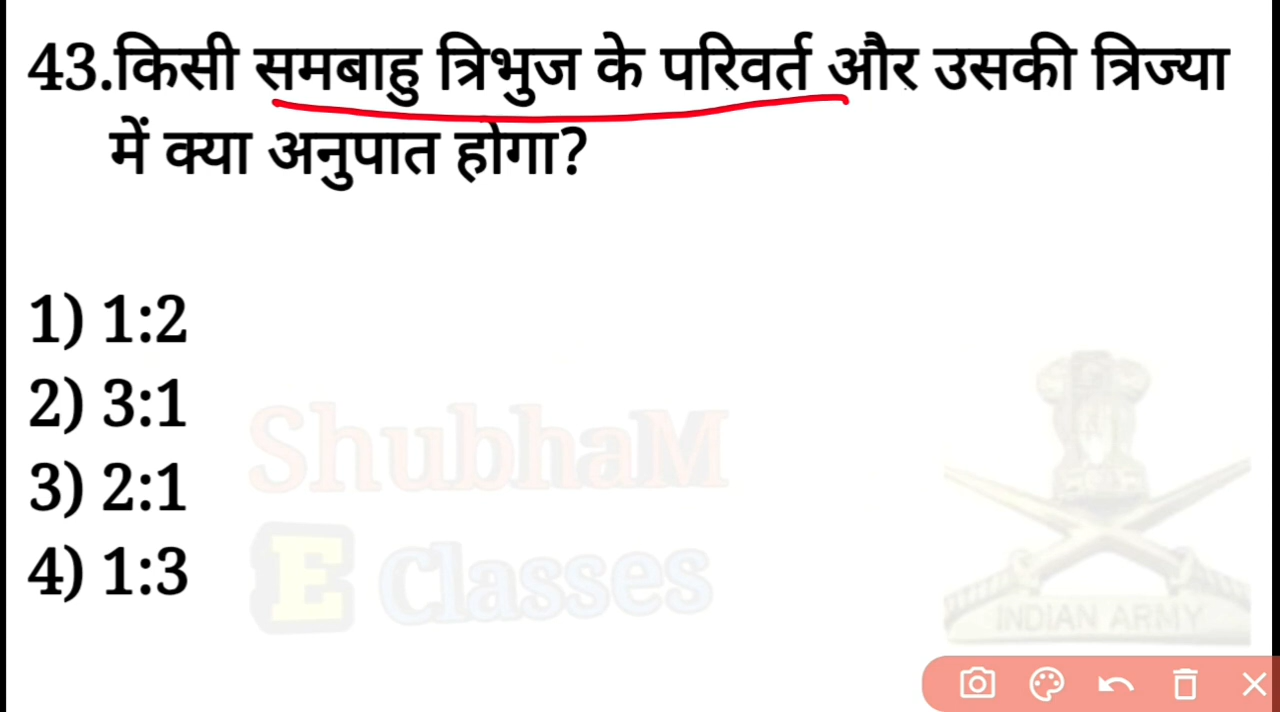 43.किसी समबाहु त्रिभुज के परिवर्त और उसकी त्रिज्या
में क्या अनुपात होगा?
1) 1:2
2) 3:1
3) 2:1
4) 1:3
ShubhaM
E Classes
INDIAN ARMY